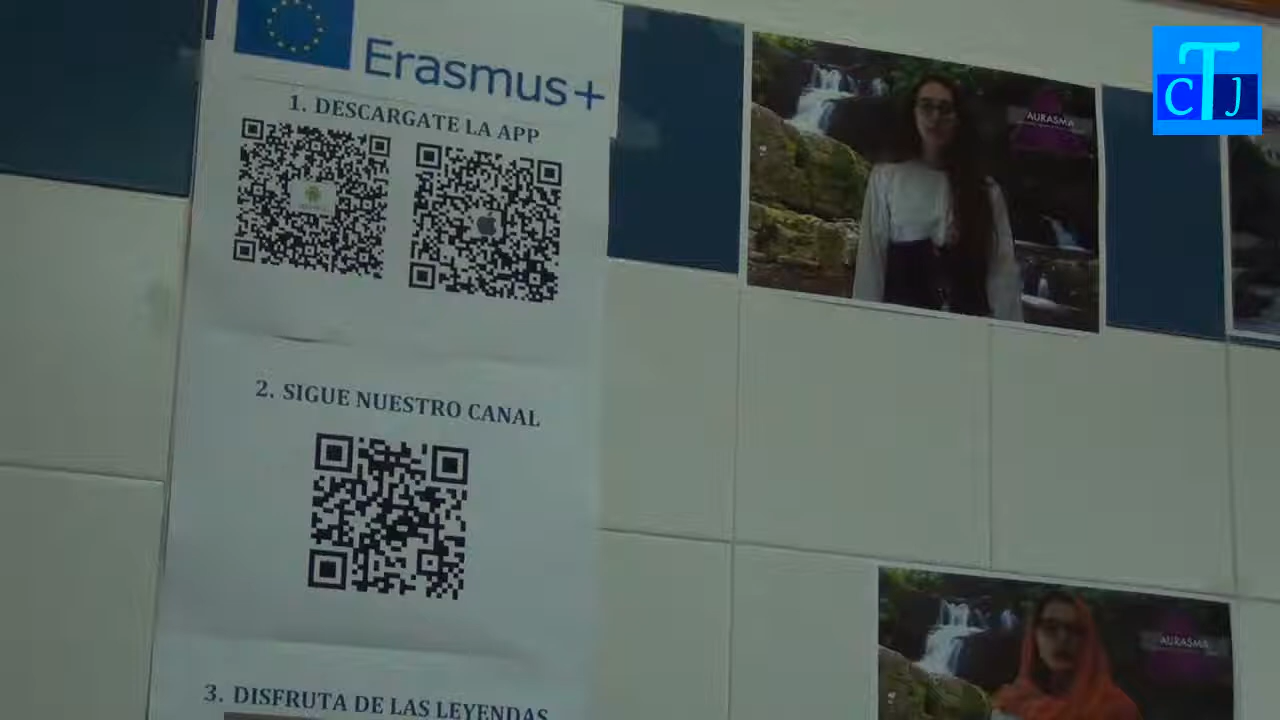 Erasmus+
1. DESCARGATE LA APP
2. SIGUE NUESTRO CANAL
3. DISFRUTA DE LAS LEYENDAS
AURASMA
AURASMA
CTJ